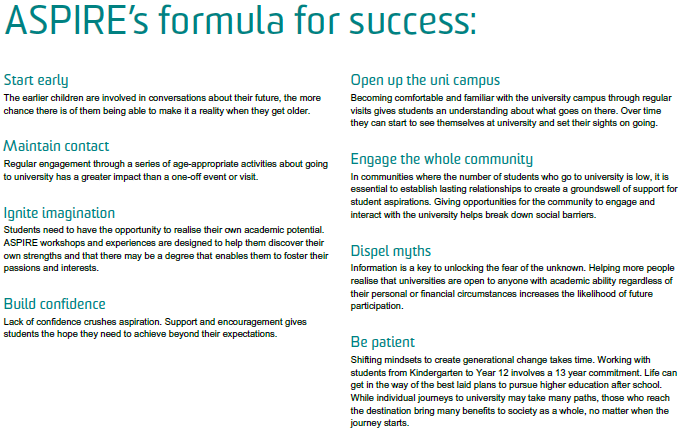 ASPIRE's formula for success:
Start early
The earlier children are involved in conversations about their future, the more
chance there is of them being able to make it a reality when they get older.
Maintain contact
Regular engagement through a series of age-appropriate activities about going
to university has a greater impact than a one-off event or visit.
Ignite imagination
Students need to have the opportunity to realise their own academic potential.
ASPIRE workshops and experiences are designed to help them discover their
own strengths and that there may be a degree that enables them to foster their
passions and interests.
Build confidence
Lack of confidence crushes aspiration. Support and encouragement gives
students the hope they need to achieve beyond their expectations.
Open up the uni campus
Becoming comfortable and familiar with the university campus through regular
visits gives students an understanding about what goes on there. Over time
they can start to see themselves at university and set their sights on going.
Engage the whole community
In communities where the number of students who go to university is low, it is
essential to establish lasting relationships to create a groundswell of support for
student aspirations. Giving opportunities for the community to engage and
interact with the university helps break down social barriers.
Dispel myths
Information is a key to unlocking the fear of the unknown. Helping more people
realise that universities are open to anyone with academic ability regardless of
their personal or financial circumstances increases the likelihood of future
participation.
Be patient
Shifting mindsets to create generational change takes time. Working with
students from Kindergarten to Year 12 involves a 13 year commitment. Life can
get in the way of the best laid plans to pursue higher education after school.
While individual journeys to university may take many paths, those who reach
the destination bring many benefits to society as a whole, no matter when the
journey starts.